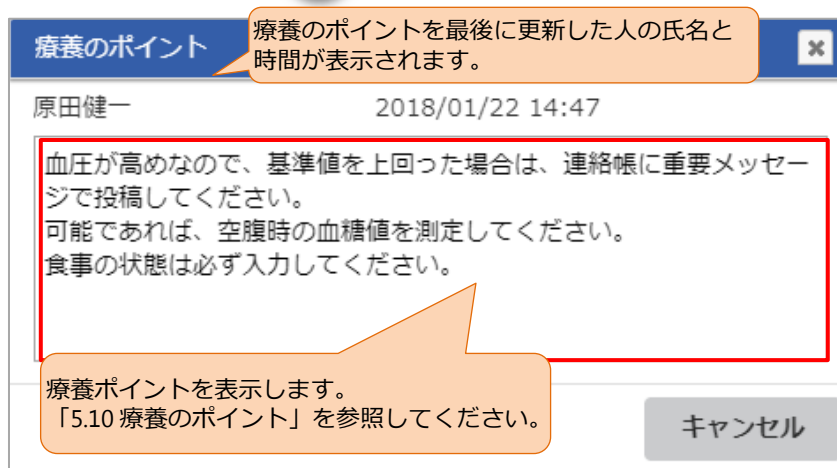 療養のポイント
療養のポイントを最後に更新した人の氏名と
時間が表示されます。
原田健一 2018/01/22 14:47
血圧が高めなので、基準値を上回った場合は、連絡帳に重要メッセー
ジで投稿してください。
可能であれば、空腹時の血糖値を測定してください。
食事の状態は必ず入力してください。
療養ポイントを表示します。
「5.10 療養のポイント」を参照してください。
キャンセル